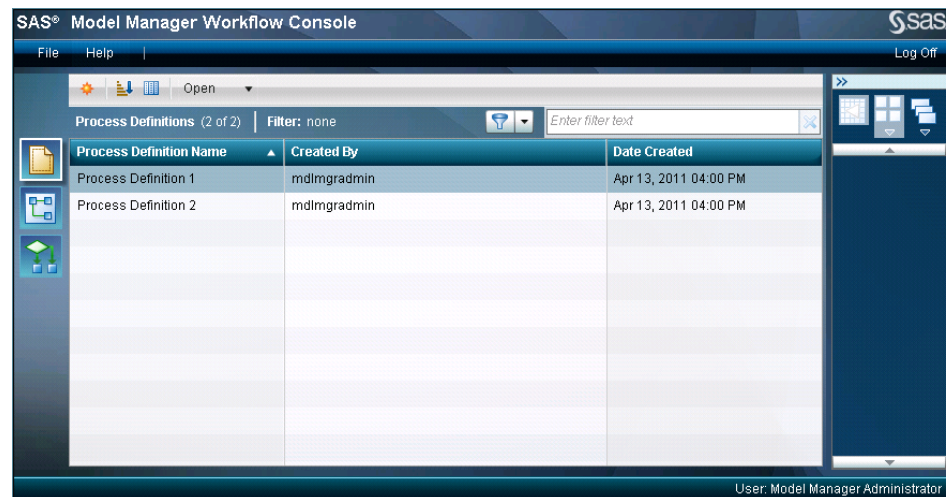 SAS® Model Manager Workflow Console
sas
File Help Log Off
Open
Process Definitions (2 of 2) Filter: none Enter filter text
Process Definition Name Created By Date Created
Process Definition 1 mdlmgradmin Apr 13, 2011 04:00 PM
Process Definition 2 mdlmgradmin Apr 13, 2011 04:00 PM
User: Model Manager Administrator